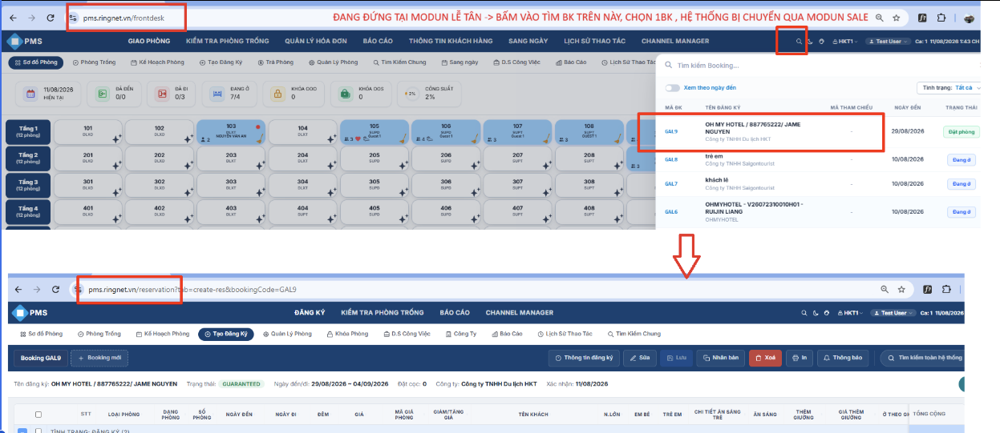 pms.ringnet.vn/frontdesk
ĐANG ĐỨNG TẠI MODUN LỄ TÂN -> BẤM VÀO TÌM BK TRÊN NÀY, CHỌN 1BK , HỆ THỐNG BỊ CHUYỂN QUA MODUN SALE
PMS GIAO PHÒNG KIỂM TRA PHÒNG TRỐNG QUẢN LÝ HÓA ĐƠN BÁO CÁO THÔNG TIN KHÁCH HÀNG SANG NGÀY LỊCH SỬ THAO TÁC CHANNEL MANAGER HKT1 Test User Ca: 1 11/08/2026 1:43 CH
Sơ đồ Phòng Phòng Trống Kế Hoạch Phòng Tạo Đăng Ký Trả Phòng Quản Lý Phòng Tìm Kiếm Chung Sang ngày D.S Công Việc Báo Cáo Lịch Sử Thao Tác
Tìm kiếm Booking...
11/08/2026 HIỆN TẠI
ĐÃ ĐẾN 0/0
ĐÃ ĐI 0/3
ĐANG Ở 7/4
KHÓA OOO 0
KHÓA OOS 0
2% CÔNG SUẤT 2%
Xem theo ngày đến Tình trạng: Tất cả
MÃ ĐK TÊN ĐĂNG KÝ MÃ THAM CHIẾU NGÀY ĐẾN TRẠNG THÁI
GAL9 OH MY HOTEL / 887765222/ JAME NGUYEN - 29/08/2026 Đặt phòng
Công ty TNHH Du lịch HKT
GAL8 trẻ em - 10/08/2026 Đang ở
Công ty TNHH Saigontourist
GAL7 khách lẻ - 10/08/2026 Đang ở
Công ty TNHH Saigontourist
GAL6 OHMYHOTEL - V26072310010H01 - RUIJIN LIANG - 10/08/2026 Đang ở
OHMYHOTEL
Tầng 1 (12 phòng)
101 DLXD
102 DLXD
103 DLXT NGUYỄN VĂN AN 2
104 DLXT
105 SUPD Guest 1 3
106 SUPD Guest 1 4
107 SUPT Guest 1 3
108 SUPT GUEST 1 3
Tầng 2 (12 phòng)
201 DLXD
202 DLXD
203 DLXT
204 DLXT
205 SUPD
206 SUPD
207 SUPT
208 SUPT
3
Tầng 3 (12 phòng)
301 DLXD
302 DLXD
303 DLXT
304 DLXT
305 SUPD
306 SUPD
307 SUPT
308 SUPT
Tầng 4 (12 phòng)
401 DLXD
402 DLXD
403 DLXT
404 SUPT
405 SUPD
406 SUPD
407 SUPT
408 SUPT
pms.ringnet.vn/reservation?tab=create-res&bookingCode=GAL9
PMS ĐĂNG KÝ KIỂM TRA PHÒNG TRỐNG BÁO CÁO CHANNEL MANAGER HKT1 Test User Ca: 1 11/08/2026
Sơ đồ Phòng Phòng Trống Kế Hoạch Phòng Tạo Đăng Ký Quản Lý Phòng Khóa Phòng D.S Công Việc Công Ty Báo Cáo Lịch Sử Thao Tác Tìm Kiếm Chung
Booking GAL9 + Booking mới Thông tin đăng ký Sửa Lưu Nhân bản Xoá In Thông báo Tìm kiếm toàn hệ thống
Tên đăng ký: OH MY HOTEL / 887765222/ JAME NGUYEN Trạng thái: GUARANTEED Ngày đến/đi: 29/08/2026 ~ 04/09/2026 Đặt cọc: 0 Công ty: Công ty TNHH Du lịch HKT Xác nhận: 11/08/2026
STT LOẠI PHÒNG DẠNG PHÒNG SỐ PHÒNG NGÀY ĐẾN NGÀY ĐI ĐÊM GIÁ MÃ GIÁ PHÒNG GIẢM/TĂNG GIÁ TÊN KHÁCH N.LỚN EM BÉ TRẺ EM CHI TIẾT ĂN SÁNG TRẺ ĂN SÁNG THÊM GIƯỜNG GIÁ THÊM GIƯỜNG Ở THEO TỔNG CỘNG
TÌNH TRẠNG: ĐĂNG KÝ (2)